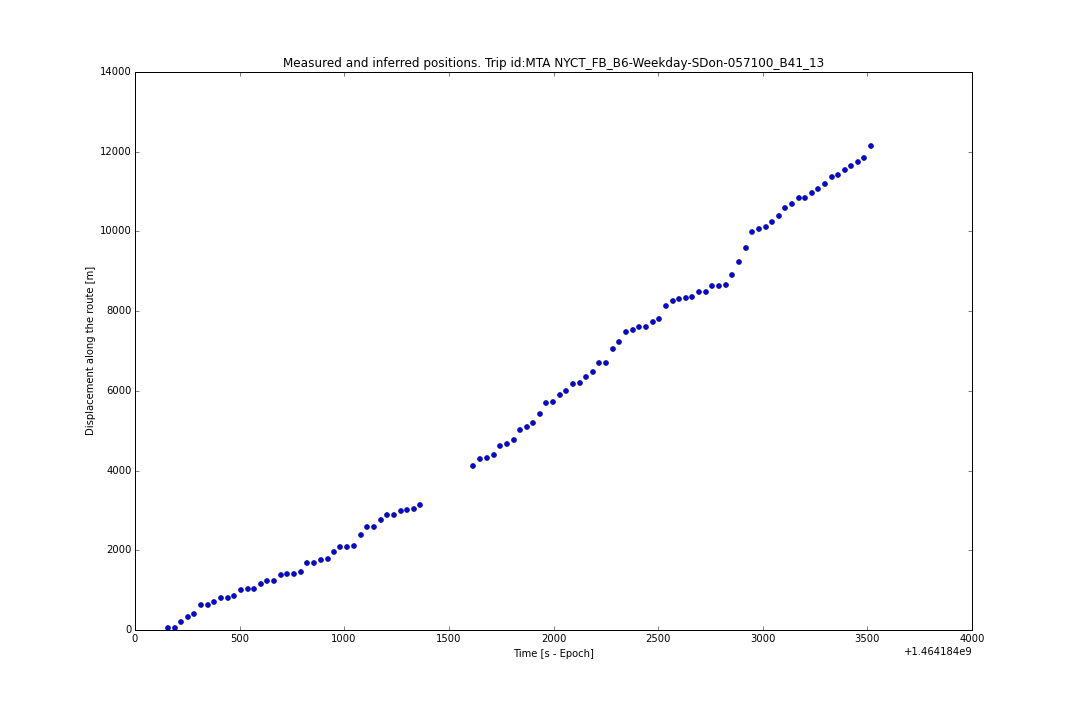 Measured and inferred positions. Trip id:MTA NYCT_FB_B6-Weekday-SDon-057100_B41_13
14000
12000
10000
8000
6000
4000
2000
0
Displacement along the route [m]
0 500 1000 1500 2000 2500 3000 3500 4000
Time [s - Epoch]
+1.464184e9